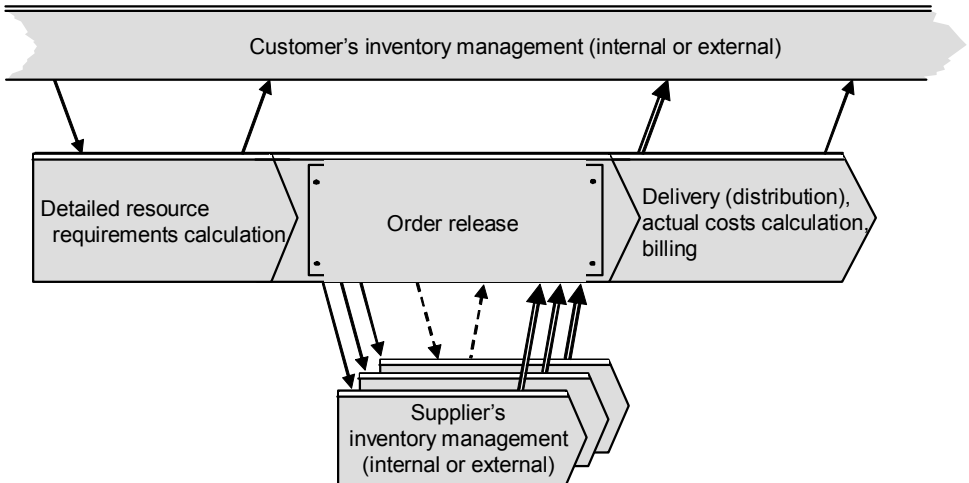 Customer’s inventory management (internal or external)
Detailed resource
requirements calculation
Order release
Delivery (distribution),
actual costs calculation,
billing
Supplier’s
inventory management
(internal or external)